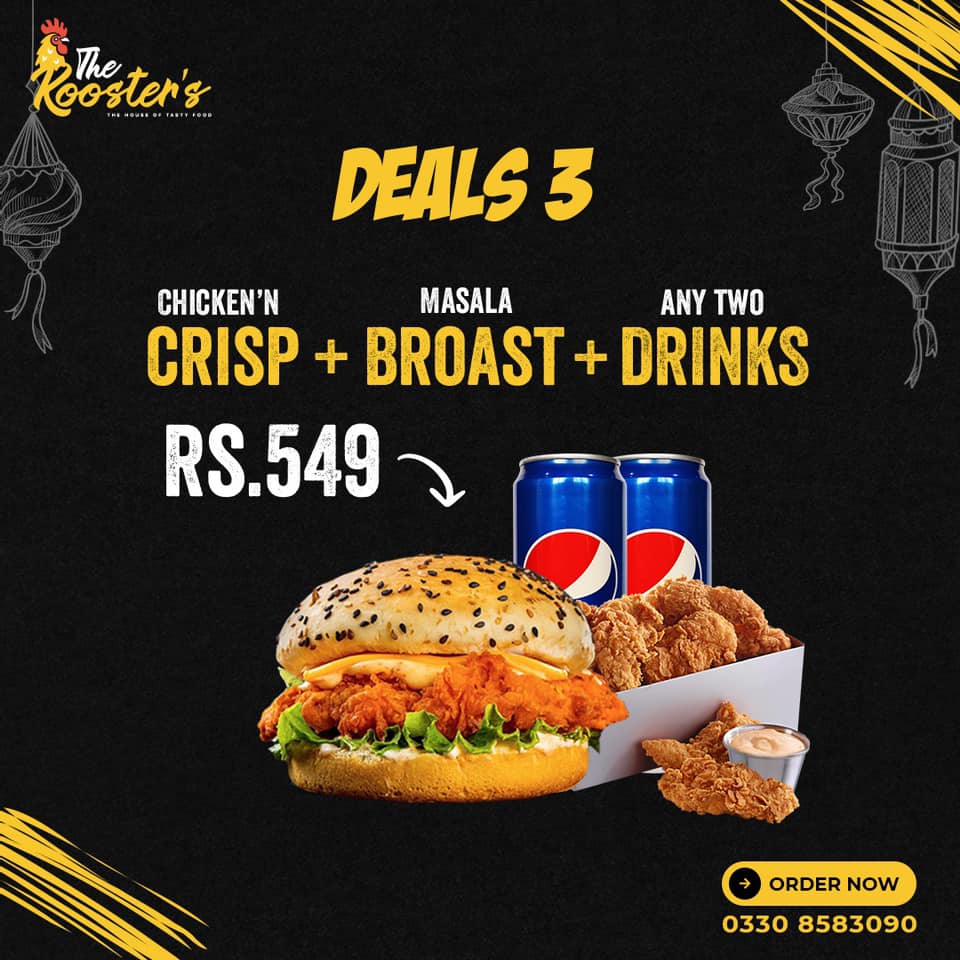 The
Rooster's
THE HOUSE OF TASTY FOOD
DEALS 3
CHICKEN'N MASALA ANY TWO
CRISP + BROAST + DRINKS
RS.549
ORDER NOW
0330 8583090